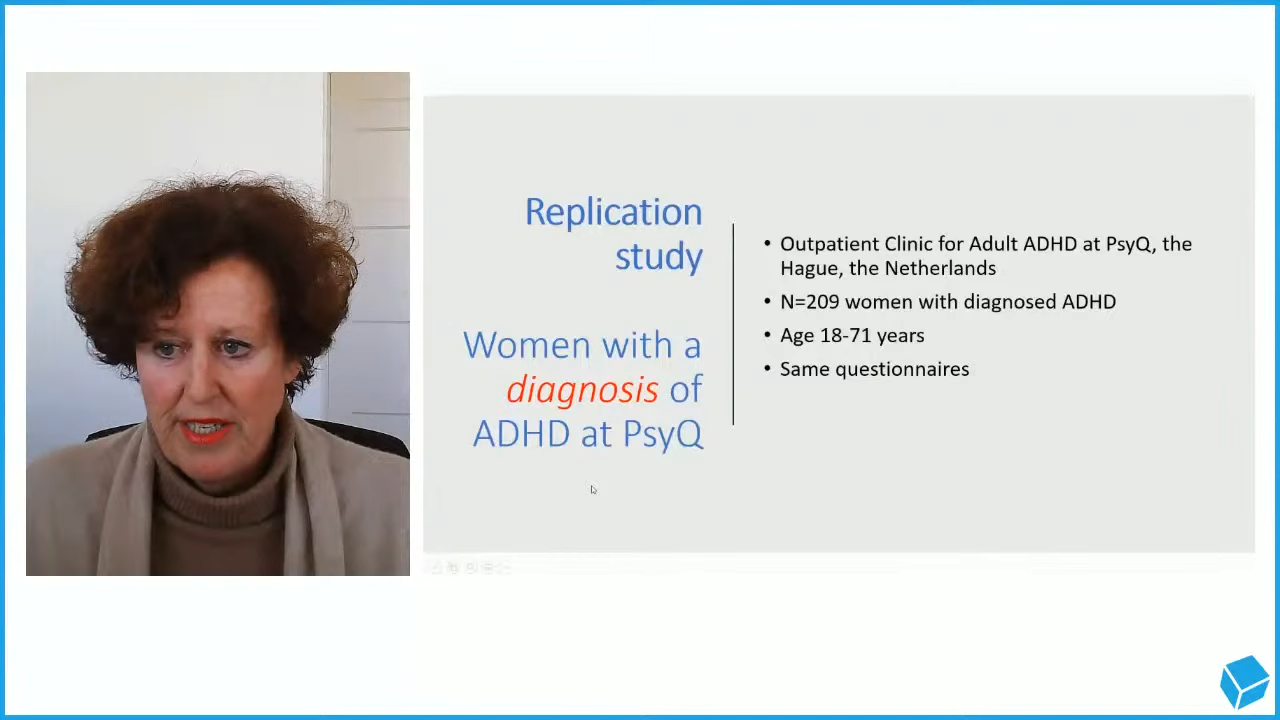 Replication
study
Women with a
diagnosis of
ADHD at PsyQ
• Outpatient Clinic for Adult ADHD at PsyQ, the
Hague, the Netherlands
• N=209 women with diagnosed ADHD
• Age 18-71 years
• Same questionnaires